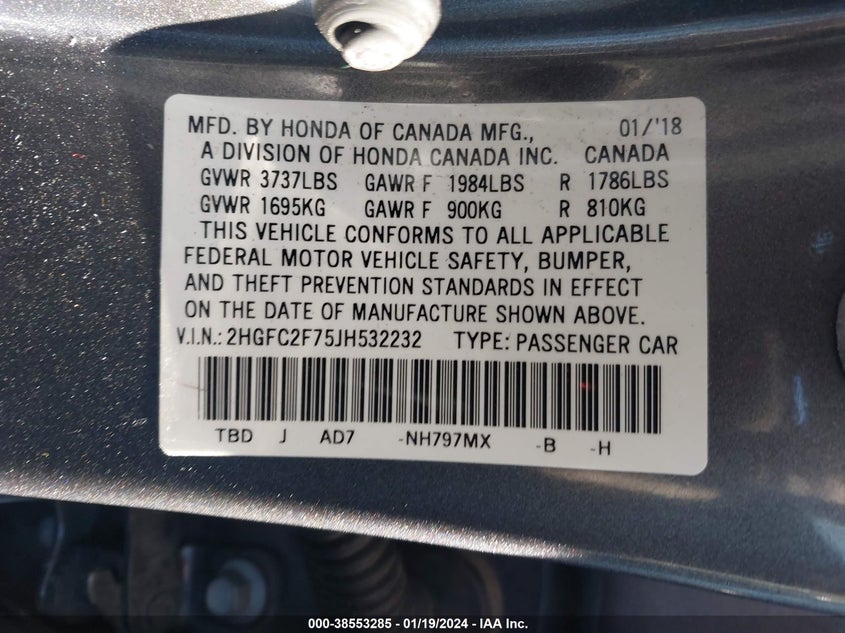 MFD. BY HONDA OF CANADA MFG., 01/'18
A DIVISION OF HONDA CANADA INC. CANADA
GVWR 3737LBS GAWR F 1984LBS R 1786LBS
GVWR 1695KG GAWR F 900KG R 810KG
THIS VEHICLE CONFORMS TO ALL APPLICABLE
FEDERAL MOTOR VEHICLE SAFETY, BUMPER,
AND THEFT PREVENTION STANDARDS IN EFFECT
ON THE DATE OF MANUFACTURE SHOWN ABOVE.
V.I.N.: 2HGFC2F75JH532232 TYPE: PASSENGER CAR
TBD J AD7 -NH797MX -B -H
000-38553285 - 01/19/2024 - IAA Inc.